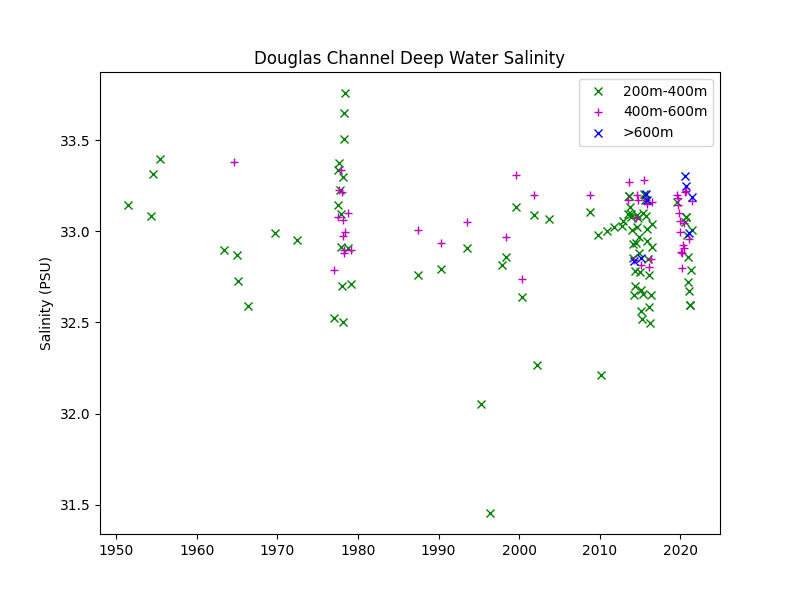 Douglas Channel Deep Water Salinity
200m-400m
400m-600m
>600m
Salinity (PSU)
33.5
33.0
32.5
32.0
31.5
1950 1960 1970 1980 1990 2000 2010 2020